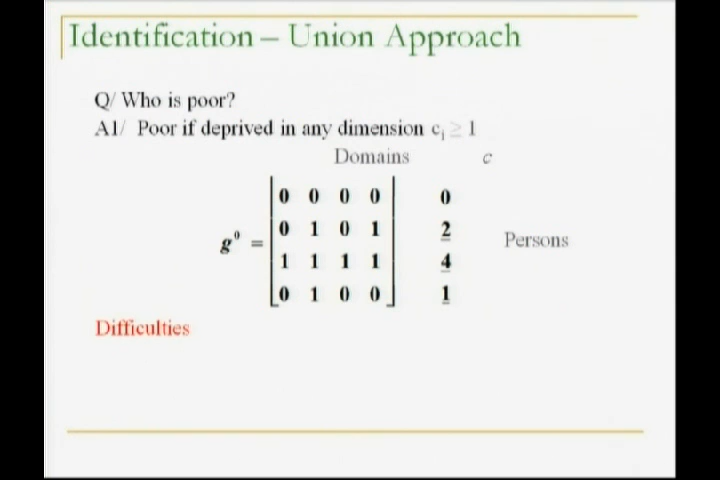 Identification – Union Approach
Q/ Who is poor?
A1/ Poor if deprived in any dimension cᵢ ≥ 1
Domains c
0 0 0 0 0
0 1 0 1 2
g⁰ = Persons
1 1 1 1 4
0 1 0 0 1
Difficulties